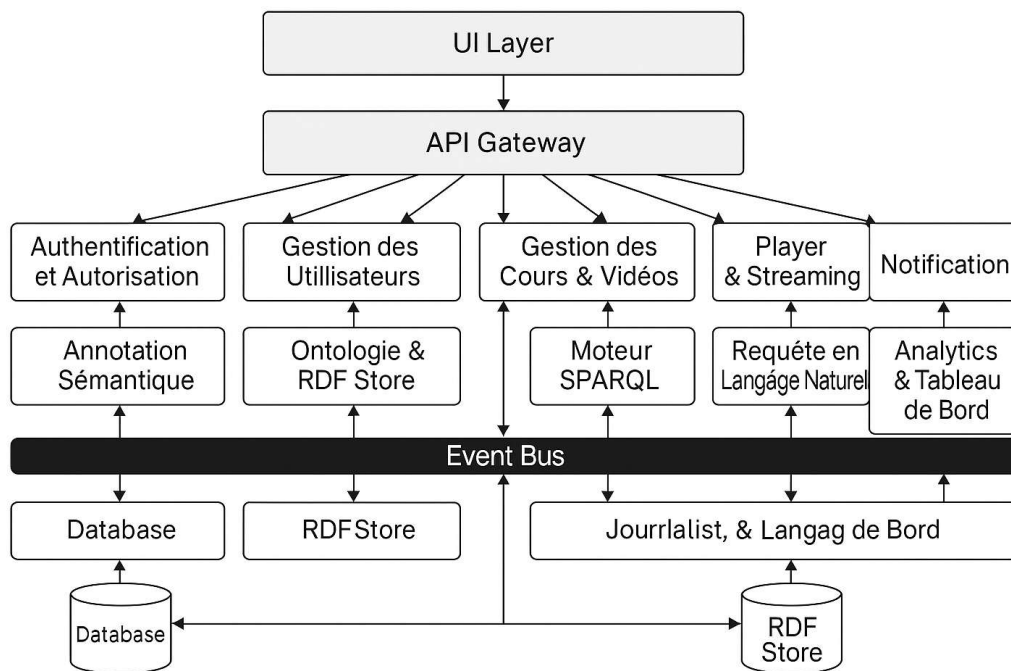 UI Layer
API Gateway
Authentification
et Autorisation
Gestion des
Utillisateurs
Gestion des
Cours & Vidéos
Player
& Streaming
Notification
Annotation
Sémantique
Ontologie &
RDF Store
Moteur
SPARQL
Requéte en
Langáge Naturel
Analytics
& Tableau
de Bord
Event Bus
Database
RDF Store
Jourrlalist, & Langag de Bord
Database
RDF
Store